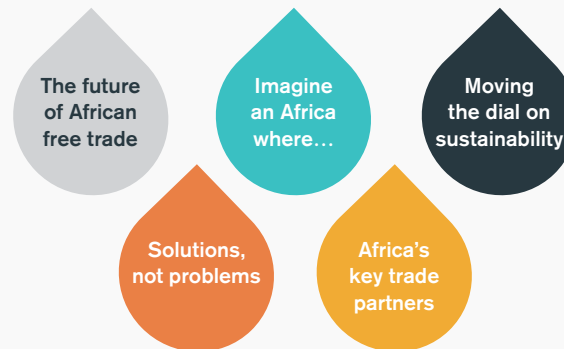 The future
of African
free trade
Imagine
an Africa
where...
Moving
the dial on
sustainability
Solutions,
not problems
Africa's
key trade
partners